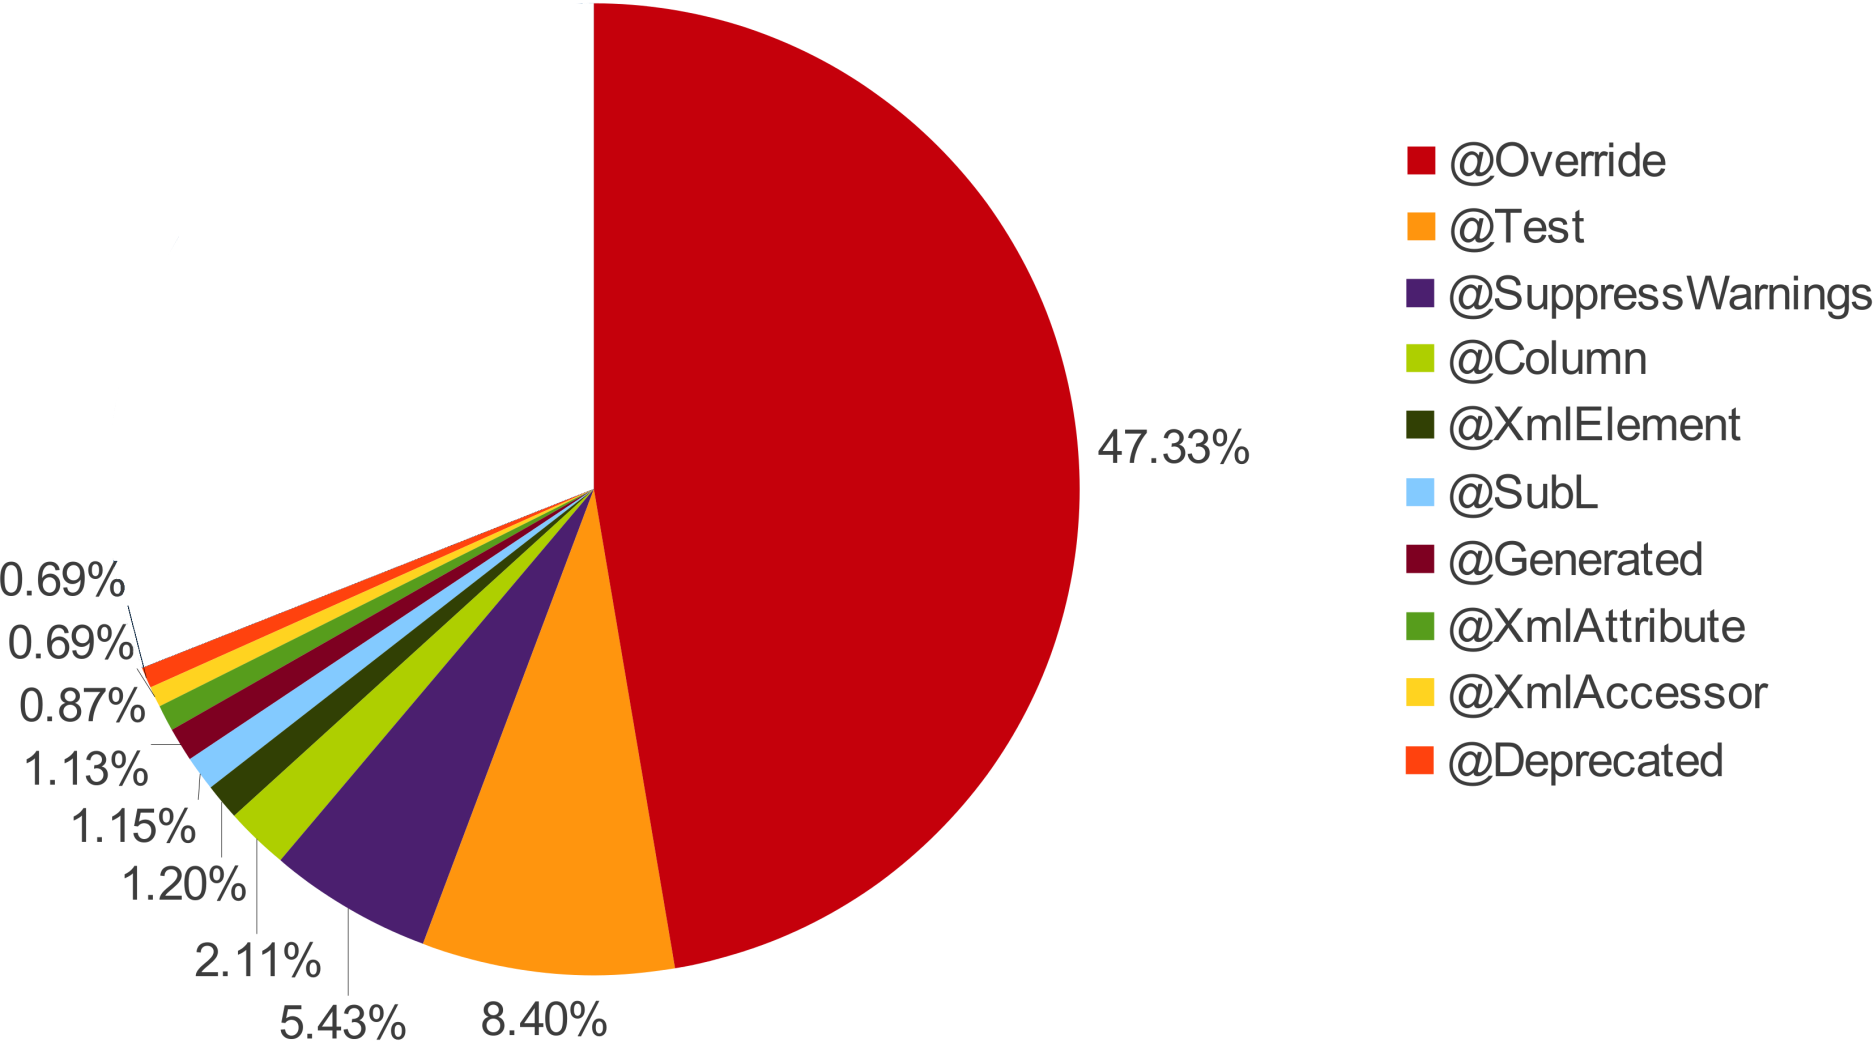 @Override
@Test
@SuppressWarnings
@Column
@XmlElement
@SubL
@Generated
@XmlAttribute
@XmlAccessor
@Deprecated
47.33%
8.40%
5.43%
2.11%
1.20%
1.15%
1.13%
0.87%
0.69%
0.69%